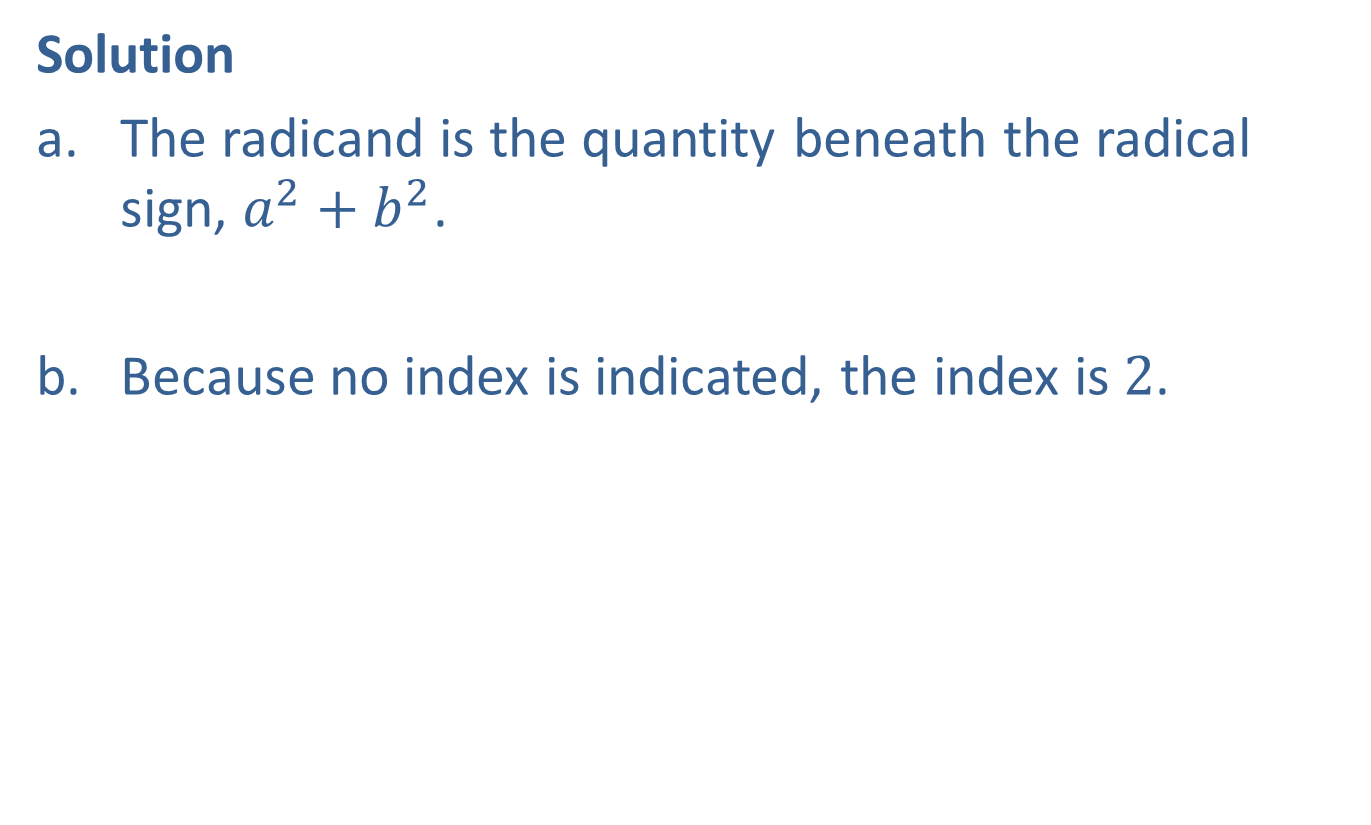 Solution
a. The radicand is the quantity beneath the radical
sign, a² + b².
b. Because no index is indicated, the index is 2.